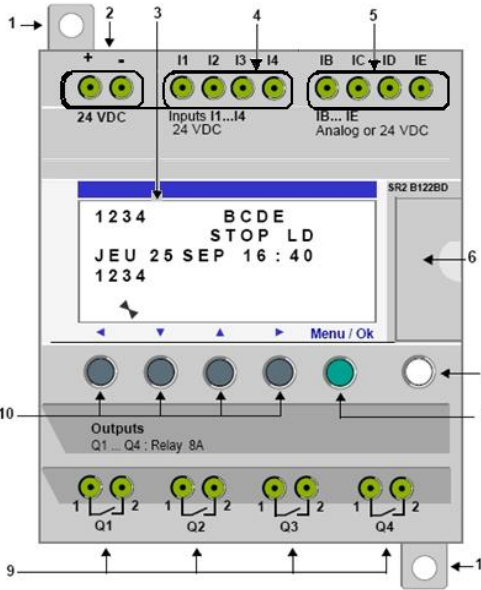 1 2 3 4 5
+ - I1 I2 I3 I4 IB IC ID IE
24 VDC
Inputs I1...I4
24 VDC
IB... IE
Analog or 24 VDC
SR2 B122BD
1234 BCDE
STOP LD
JEU 25 SEP 16 : 40
1234
6
Menu / Ok
10
Outputs
Q1 ... Q4 : Relay 8A
1 2 1 2 1 2 1 2
Q1 Q2 Q3 Q4
9
1